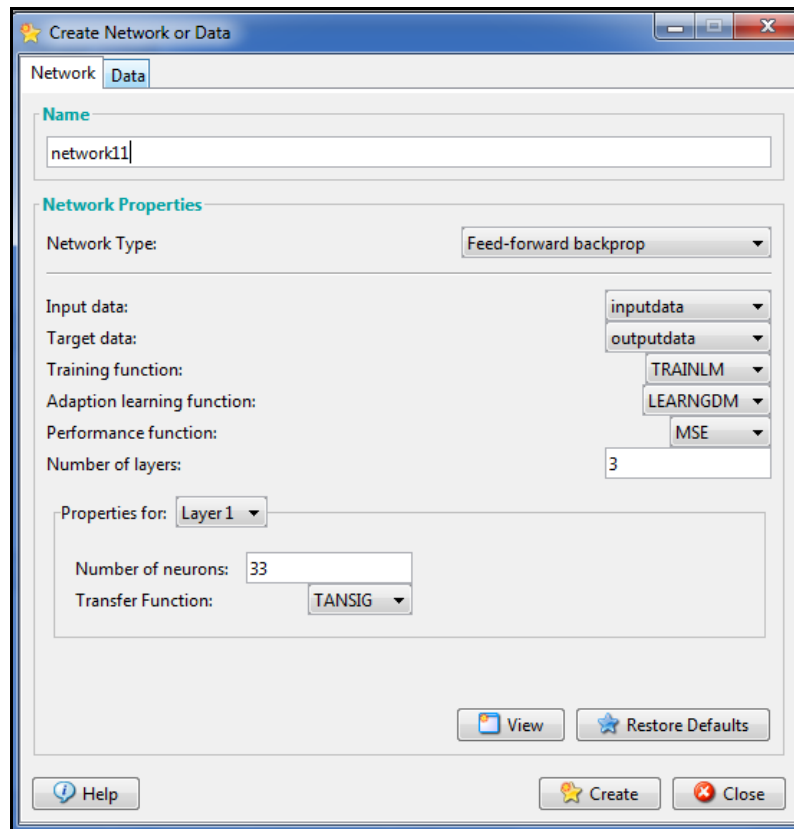 Create Network or Data
Network Data
Name
network11
Network Properties
Network Type: Feed-forward backprop
Input data: inputdata
Target data: outputdata
Training function: TRAINLM
Adaption learning function: LEARNGDM
Performance function: MSE
Number of layers: 3
Properties for: Layer 1
Number of neurons: 33
Transfer Function: TANSIG
View Restore Defaults
Help Create Close